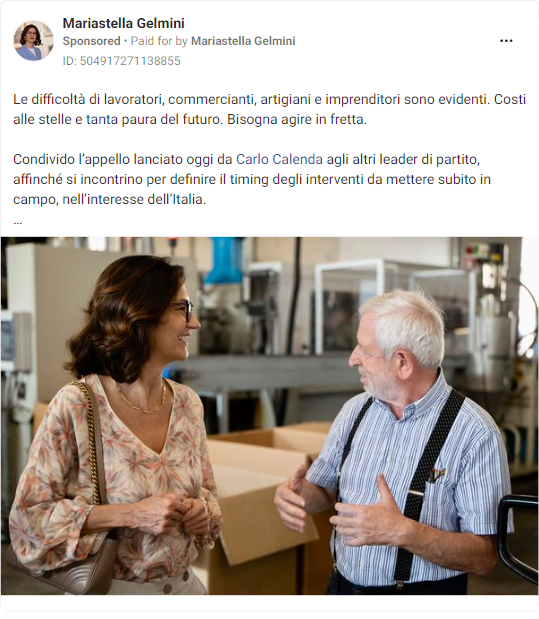 Mariastella Gelmini
Sponsored • Paid for by Mariastella Gelmini
ID: 504917271138855
Le difficoltà di lavoratori, commercianti, artigiani e imprenditori sono evidenti. Costi
alle stelle e tanta paura del futuro. Bisogna agire in fretta.
Condivido l’appello lanciato oggi da Carlo Calenda agli altri leader di partito,
affinché si incontrino per definire il timing degli interventi da mettere subito in
campo, nell’interesse dell’Italia.
...